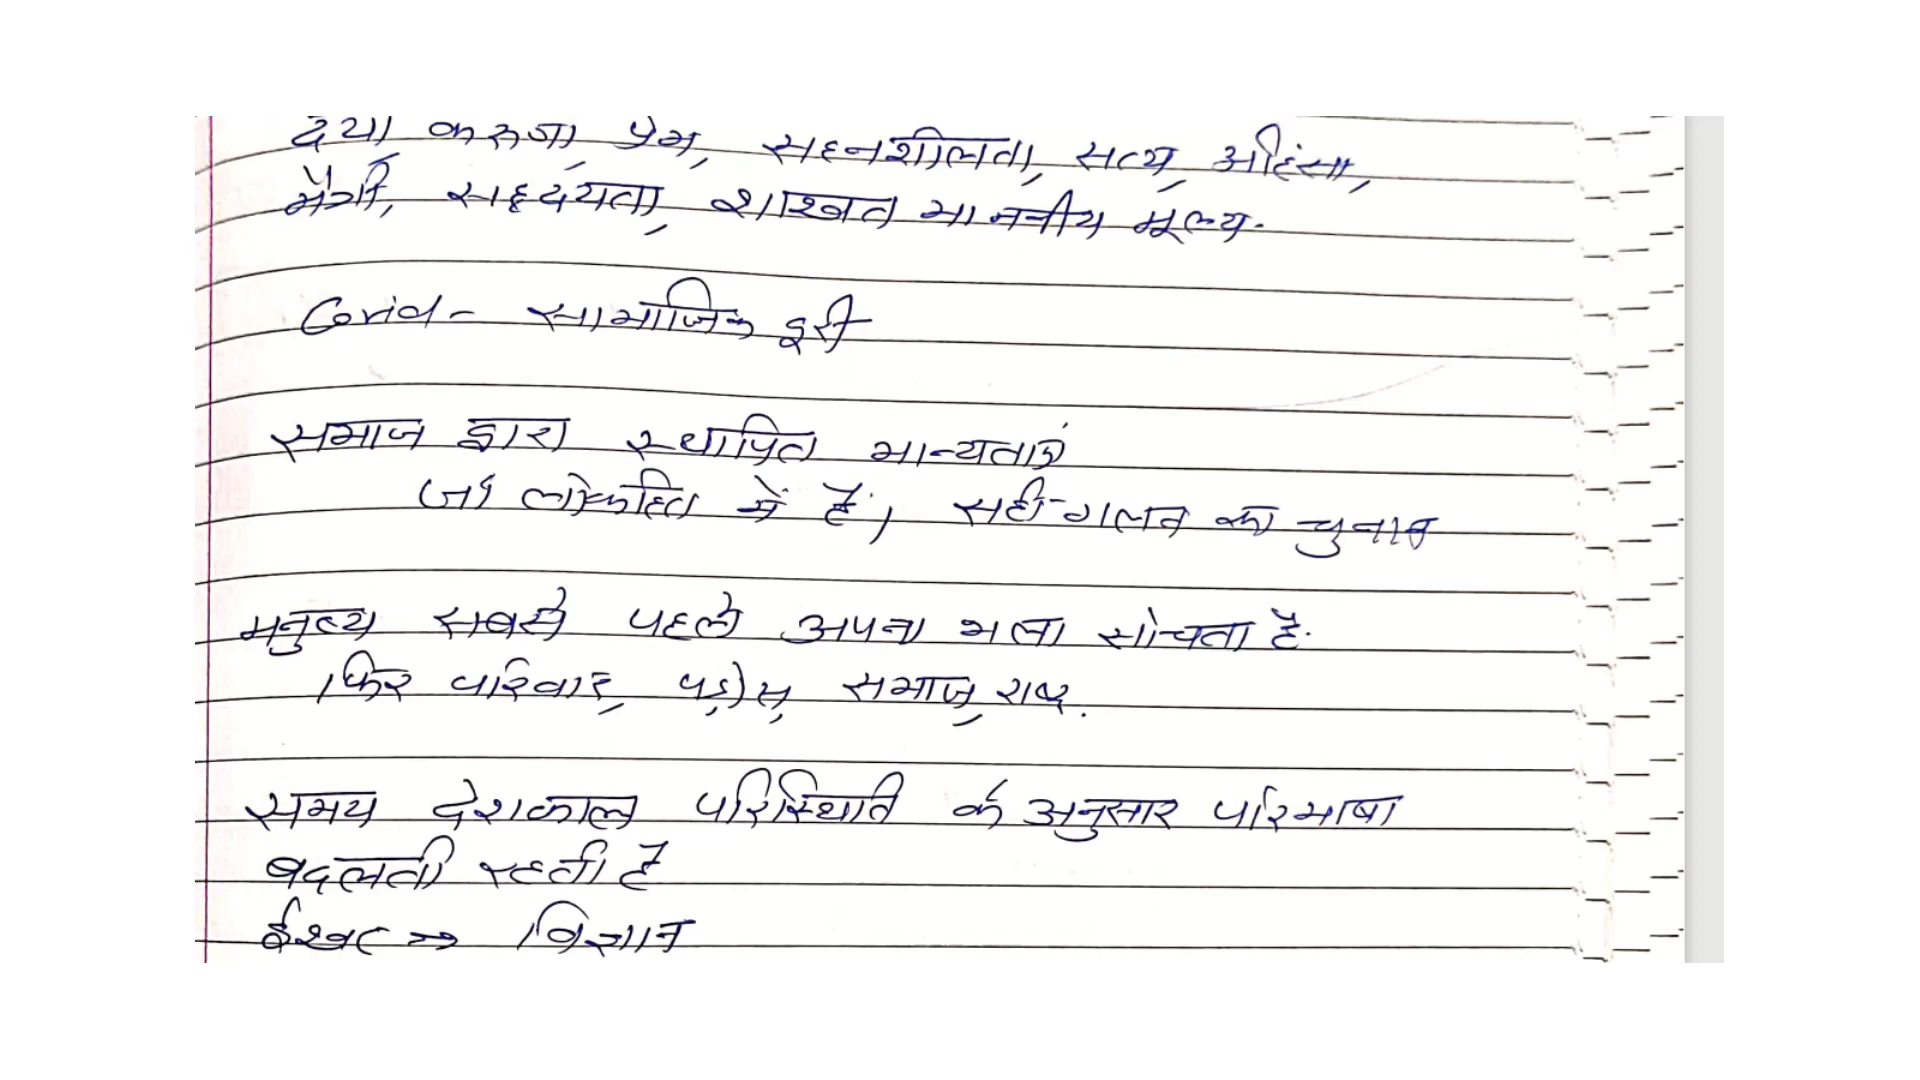 दया, करुणा, प्रेम, सहनशीलता, सत्य, अहिंसा,
मैत्री, सहृदयता, शाश्वत मानवीय मूल्य.
Covid - सामाजिक दूरी
समाज द्वारा स्थापित मान्यताएं
जो लोकहित में हैं, सही-गलत का चुनाव
मनुष्य सबसे पहले अपना भला सोचता है.
फिर परिवार, पड़ोस, समाज, राष्ट्र.
समय देशकाल परिस्थिति के अनुसार परिभाषा
बदलती रहती है
ईश्वर → विज्ञान